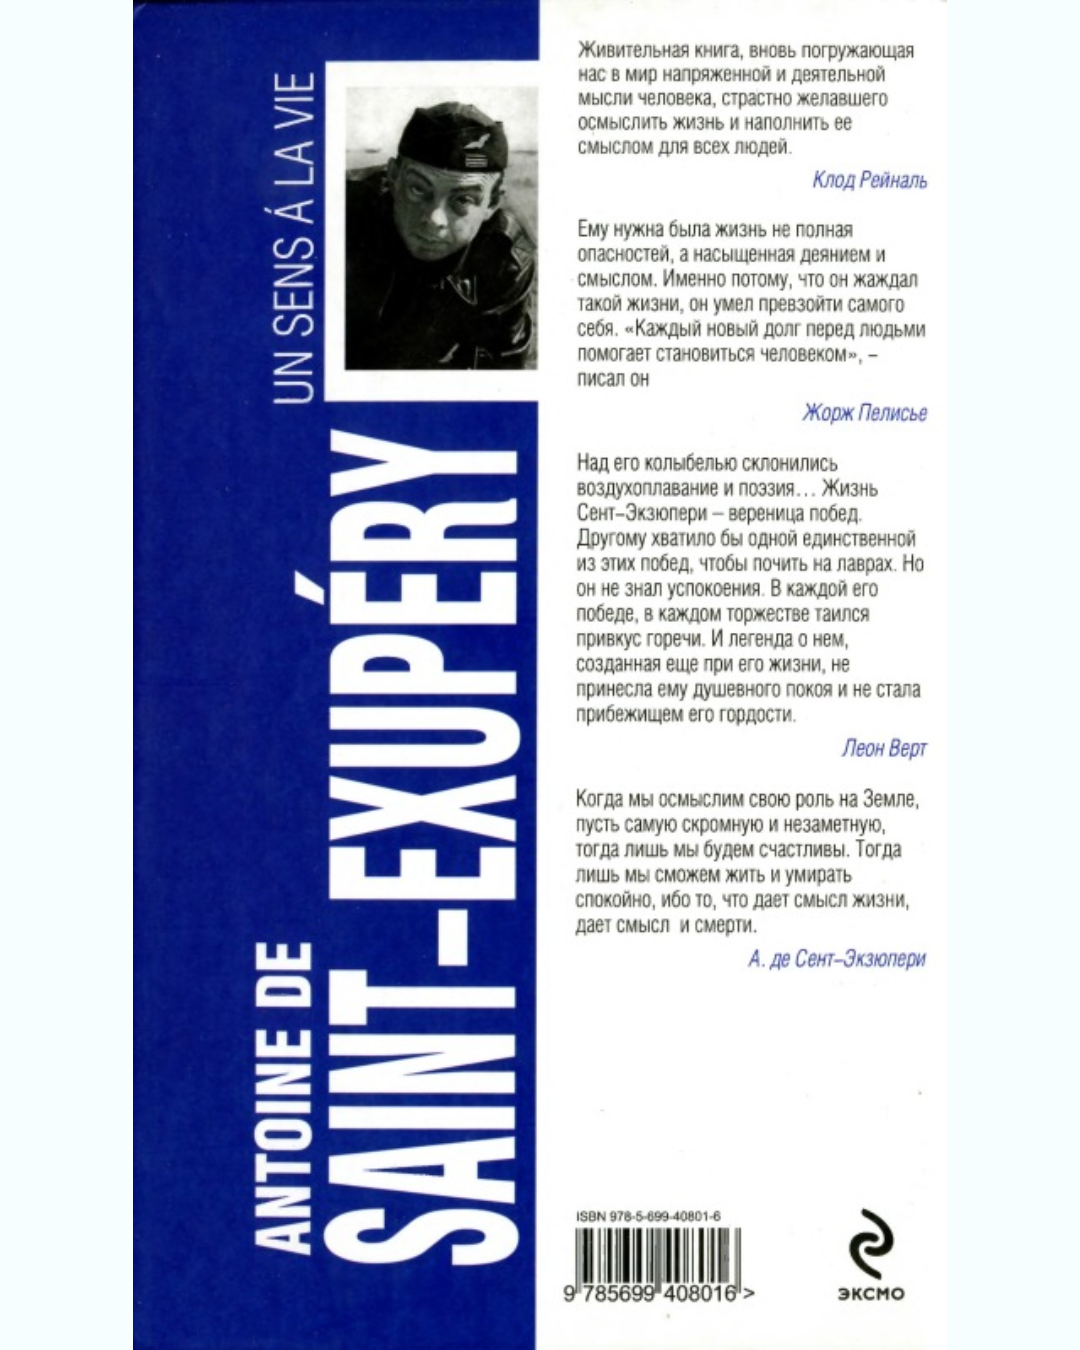 UN SENS Á LA VIE
ANTOINE DE
SAINT-EXUPÉRY
Живительная книга, вновь погружающая
нас в мир напряженной и деятельной
мысли человека, страстно желавшего
осмыслить жизнь и наполнить ее
смыслом для всех людей.
Клод Рейналь
Ему нужна была жизнь не полная
опасностей, а насыщенная деянием и
смыслом. Именно потому, что он жаждал
такой жизни, он умел превзойти самого
себя. «Каждый новый долг перед людьми
помогает становиться человеком», –
писал он
Жорж Пелисье
Над его колыбелью склонились
воздухоплавание и поэзия... Жизнь
Сент–Экзюпери – вереница побед.
Другому хватило бы одной единственной
из этих побед, чтобы почить на лаврах. Но
он не знал успокоения. В каждой его
победе, в каждом торжестве таился
привкус горечи. И легенда о нем,
созданная еще при его жизни, не
принесла ему душевного покоя и не стала
прибежищем его гордости.
Леон Верт
Когда мы осмыслим свою роль на Земле,
пусть самую скромную и незаметную,
тогда лишь мы будем счастливы. Тогда
лишь мы сможем жить и умирать
спокойно, ибо то, что дает смысл жизни,
дает смысл и смерти.
А. де Сент–Экзюпери
ISBN 978-5-699-40801-6
9 785699 408016 >
ЭКСМО